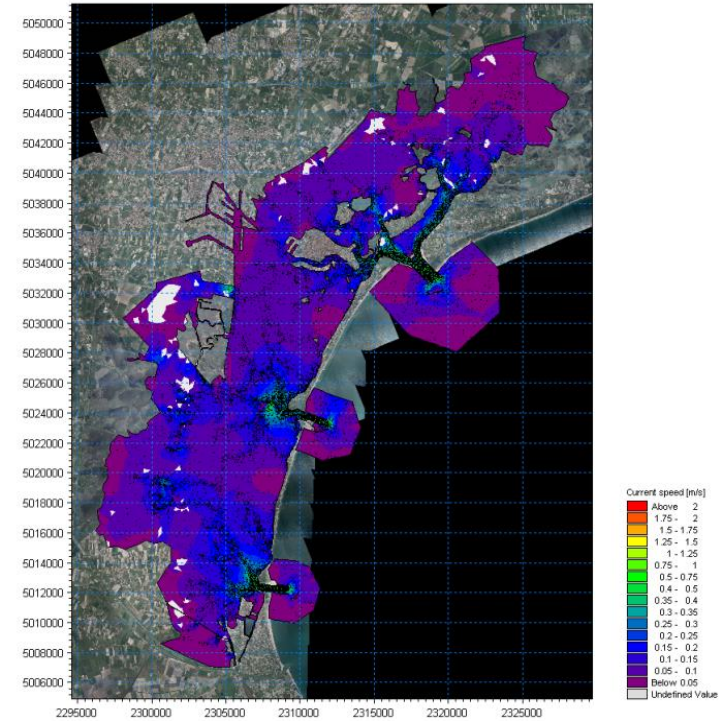 5050000
5048000
5046000
5044000
5042000
5040000
5038000
5036000
5034000
5032000
5030000
5028000
5026000
5024000
5022000
5020000
5018000
5016000
5014000
5012000
5010000
5008000
5006000
2295000 2300000 2305000 2310000 2315000 2320000 2325000
Current speed [m/s]
Above 2
1.75 - 2
1.5 - 1.75
1.25 - 1.5
1 - 1.25
0.75 - 1
0.5 - 0.75
0.4 - 0.5
0.35 - 0.4
0.3 - 0.35
0.25 - 0.3
0.2 - 0.25
0.15 - 0.2
0.1 - 0.15
0.05 - 0.1
Below 0.05
Undefined Value